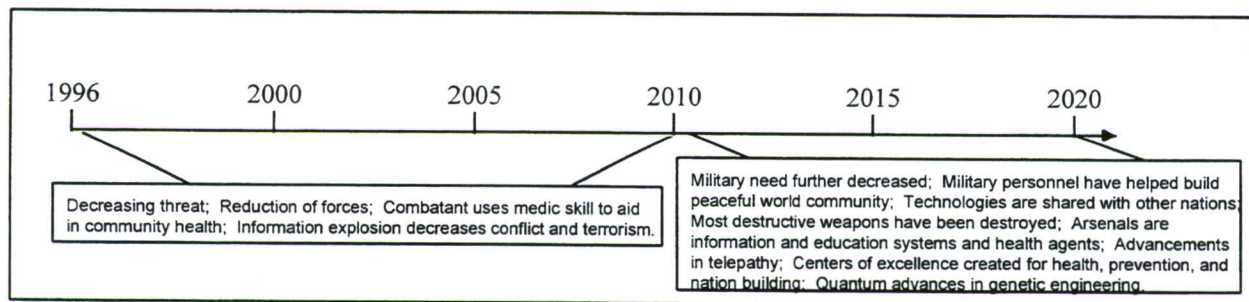 1996 2000 2005 2010 2015 2020
Decreasing threat; Reduction of forces; Combatant uses medic skill to aid
in community health; Information explosion decreases conflict and terrorism.
Military need further decreased; Military personnel have helped build
peaceful world community; Technologies are shared with other nations;
Most destructive weapons have been destroyed; Arsenals are
information and education systems and health agents; Advancements
in telepathy; Centers of excellence created for health, prevention, and
nation building; Quantum advances in genetic engineering.